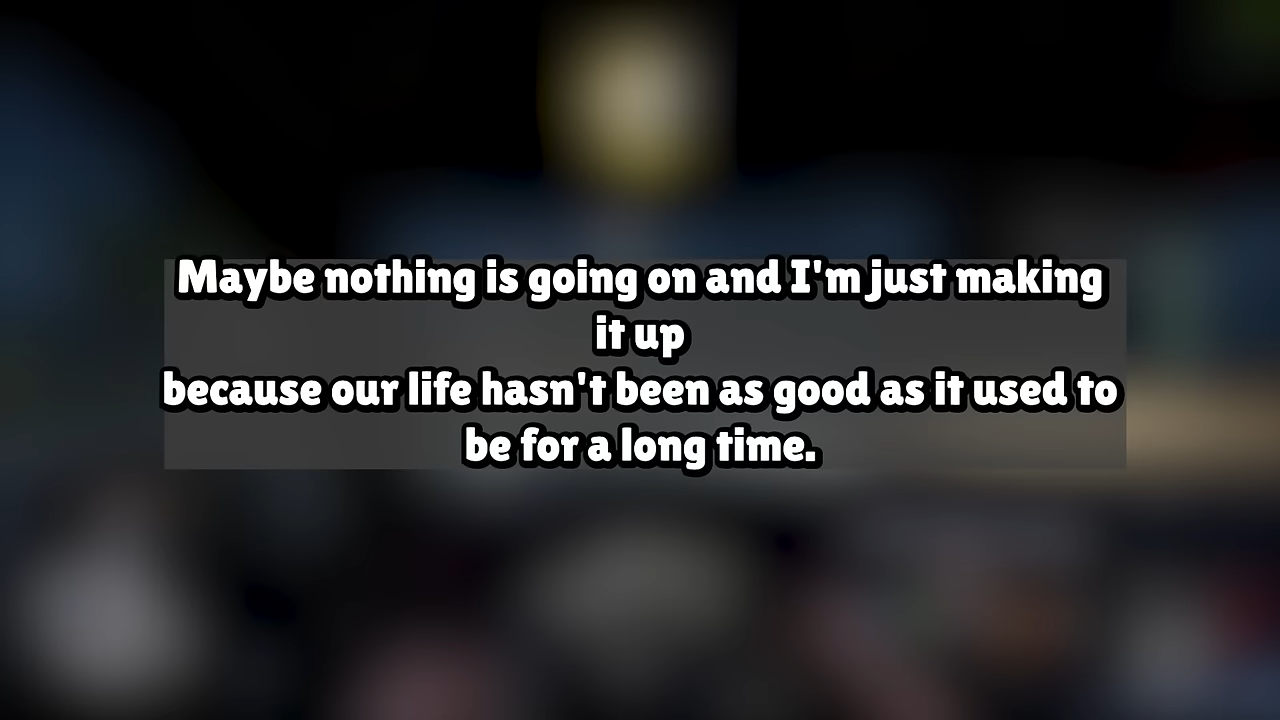 Maybe nothing is going on and I'm just making
it up
because our life hasn't been as good as it used to
be for a long time.